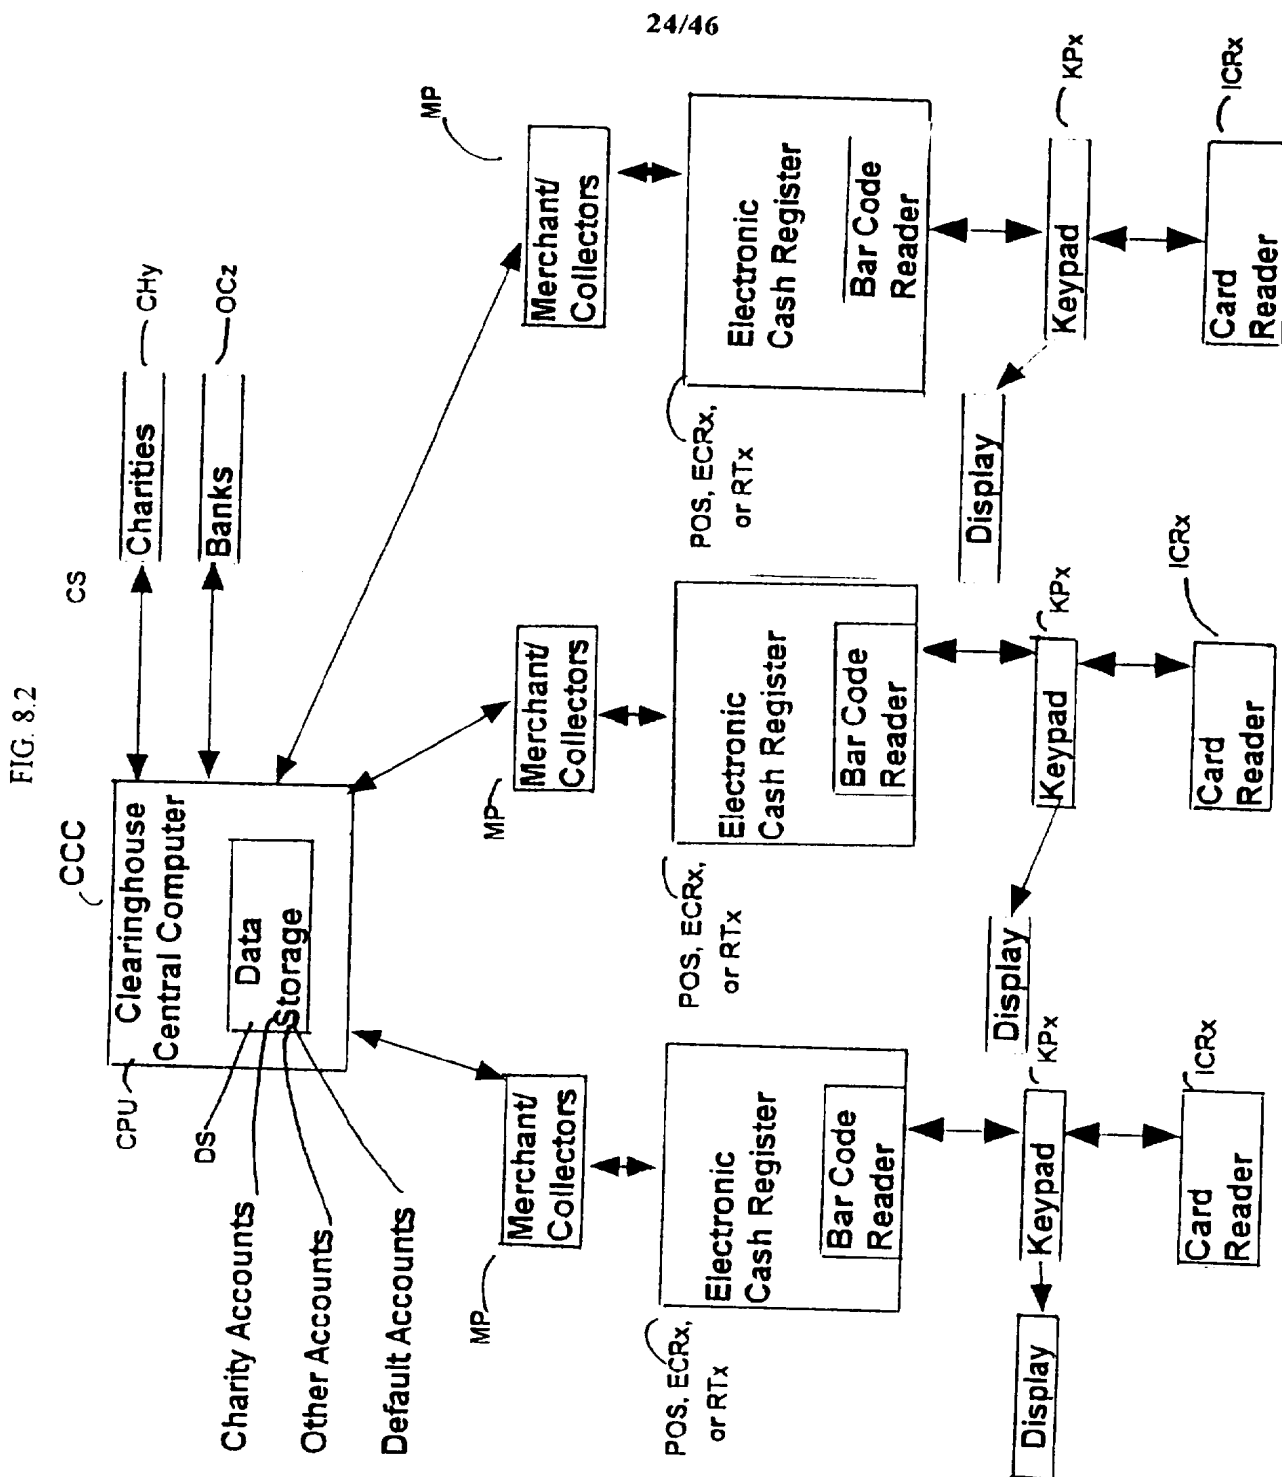 24/46
FIG. 8.2
CS
CCC
CPU
Clearinghouse
Central Computer
Data
Storage
DS
Charity Accounts
Other Accounts
Default Accounts
Charities
CHy
Banks
OCz
MP
Merchant/
Collectors
POS, ECRx,
or RTx
Electronic
Cash Register
Bar Code
Reader
Display
Keypad
KPx
Card
Reader
ICRx
MP
Merchant/
Collectors
POS, ECRx,
or RTx
Electronic
Cash Register
Bar Code
Reader
Display
Keypad
KPx
Card
Reader
ICRx
MP
Merchant/
Collectors
POS, ECRx,
or RTx
Electronic
Cash Register
Bar Code
Reader
Display
Keypad
KPx
Card
Reader
ICRx